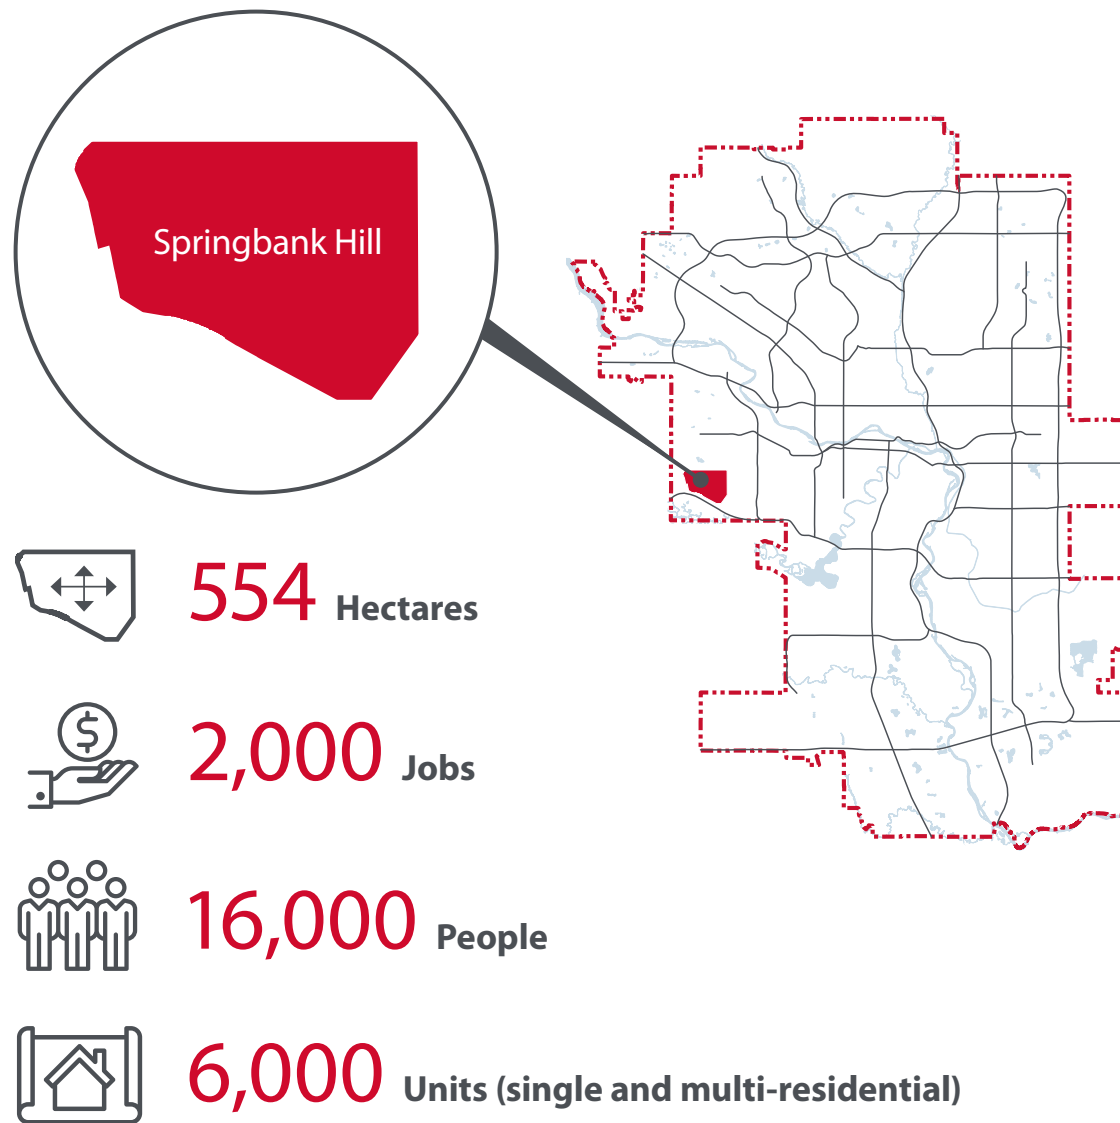 Springbank Hill
554 Hectares
$
2,000 Jobs
16,000 People
6,000 Units (single and multi-residential)